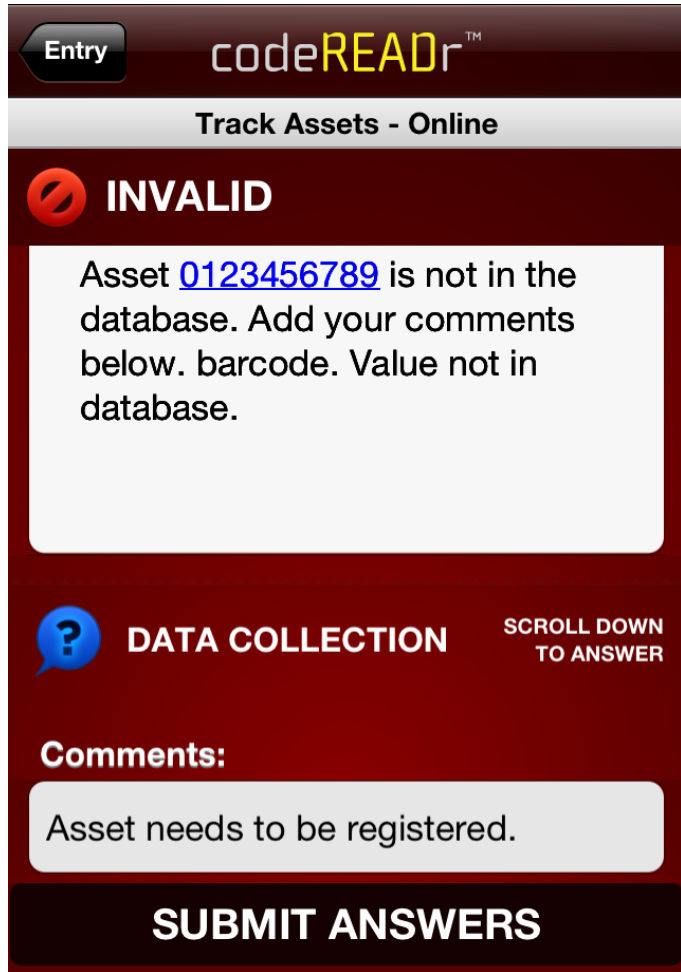 Entry
codeREADr™
Track Assets - Online
INVALID
Asset 0123456789 is not in the
database. Add your comments
below. barcode. Value not in
database.
?
DATA COLLECTION
SCROLL DOWN
TO ANSWER
Comments:
Asset needs to be registered.
SUBMIT ANSWERS